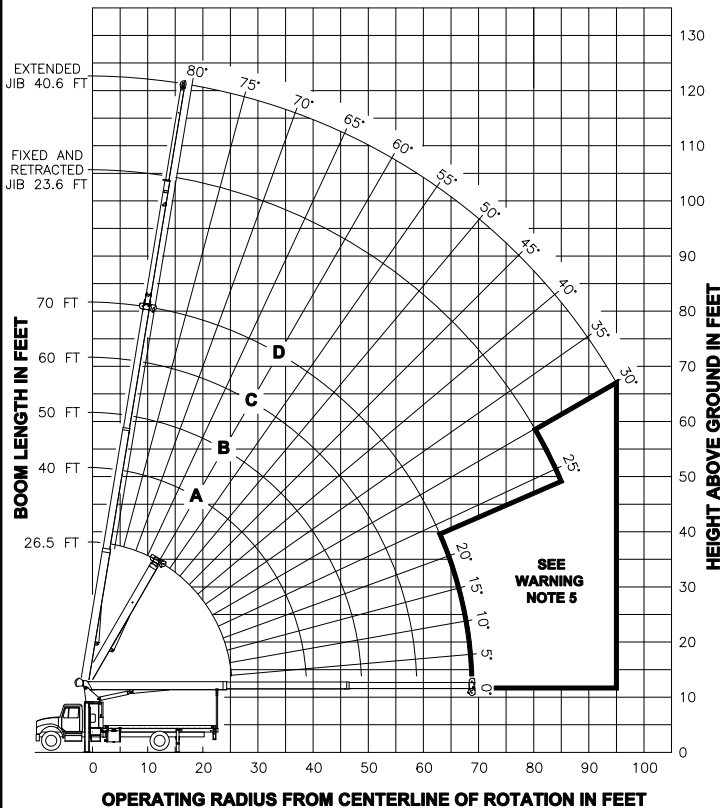 EXTENDED
JIB 40.6 FT
FIXED AND
RETRACTED
JIB 23.6 FT
70 FT
60 FT
50 FT
40 FT
26.5 FT
BOOM LENGTH IN FEET
80°
75°
70°
65°
60°
55°
50°
45°
40°
35°
30°
25°
20°
15°
10°
5°
0°
D
C
B
A
SEE
WARNING
NOTE 5
130
120
110
100
90
80
70
60
50
40
30
20
10
0
HEIGHT ABOVE GROUND IN FEET
0 10 20 30 40 50 60 70 80 90 100
OPERATING RADIUS FROM CENTERLINE OF ROTATION IN FEET